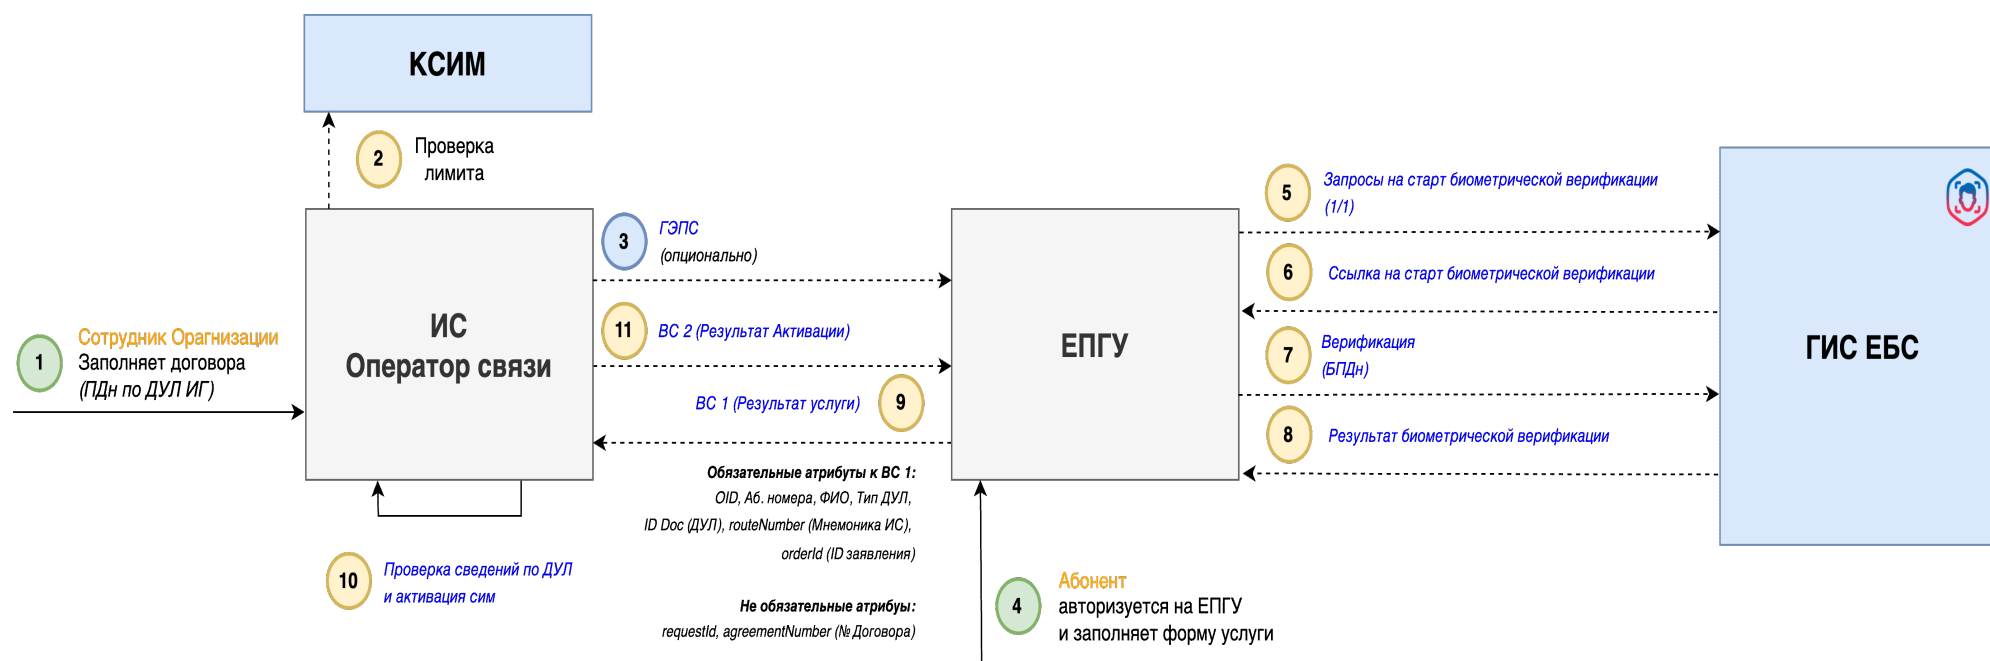 КСИМ
2
Проверка
лимита
1
Сотрудник Орагнизации
Заполняет договора
(ПДн по ДУЛ ИГ)
ИС
Оператор связи
3
ГЭПС
(опционально)
11
ВС 2 (Результат Активации)
ВС 1 (Результат услуги)
9
Обязательные атрибуты к ВС 1:
OID, Аб. номера, ФИО, Тип ДУЛ,
ID Doc (ДУЛ), routeNumber (Мнемоника ИС),
orderId (ID заявления)
Не обязательные атрибуы:
requestId, agreementNumber (№ Договора)
10
Проверка сведений по ДУЛ
и активация сим
ЕПГУ
4
Абонент
авторизуется на ЕПГУ
и заполняет форму услуги
5
Запросы на старт биометрической верификации
(1/1)
6
Ссылка на старт биометрической верификации
7
Верификация
(БПДн)
8
Результат биометрической верификации
ГИС ЕБС